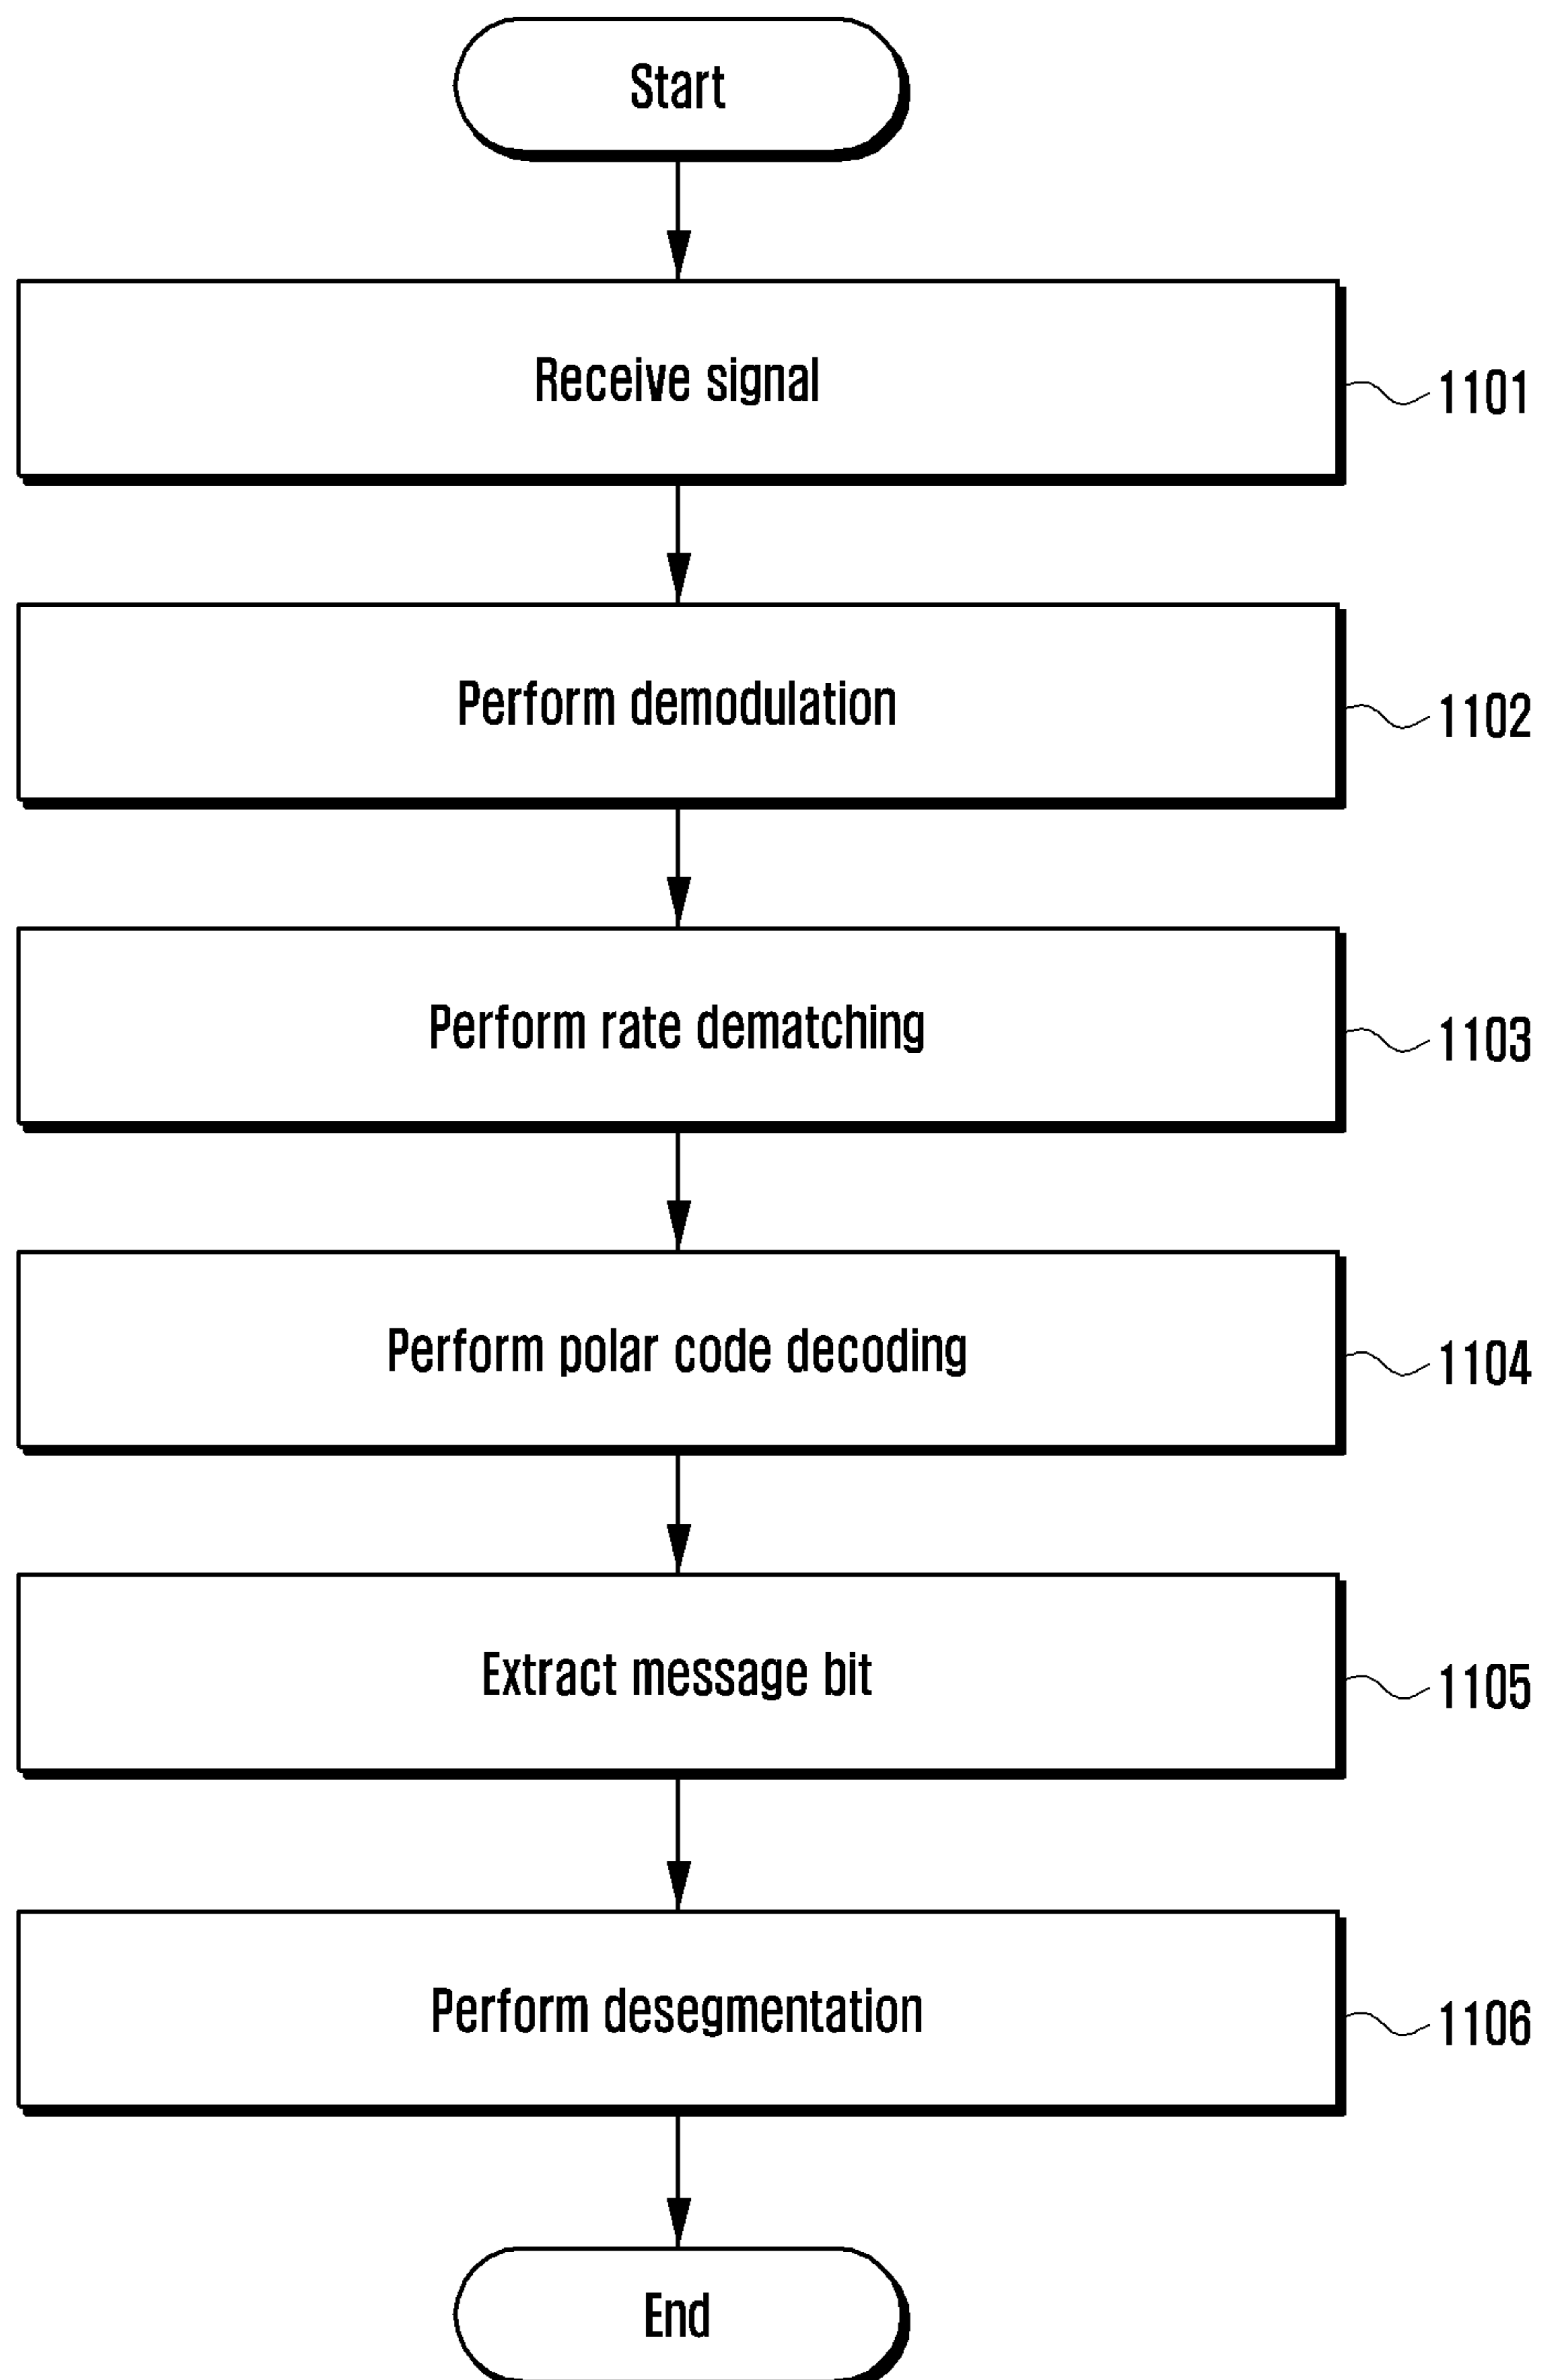 Start
Receive signal
1101
Perform demodulation
1102
Perform rate dematching
1103
Perform polar code decoding
1104
Extract message bit
1105
Perform desegmentation
1106
End